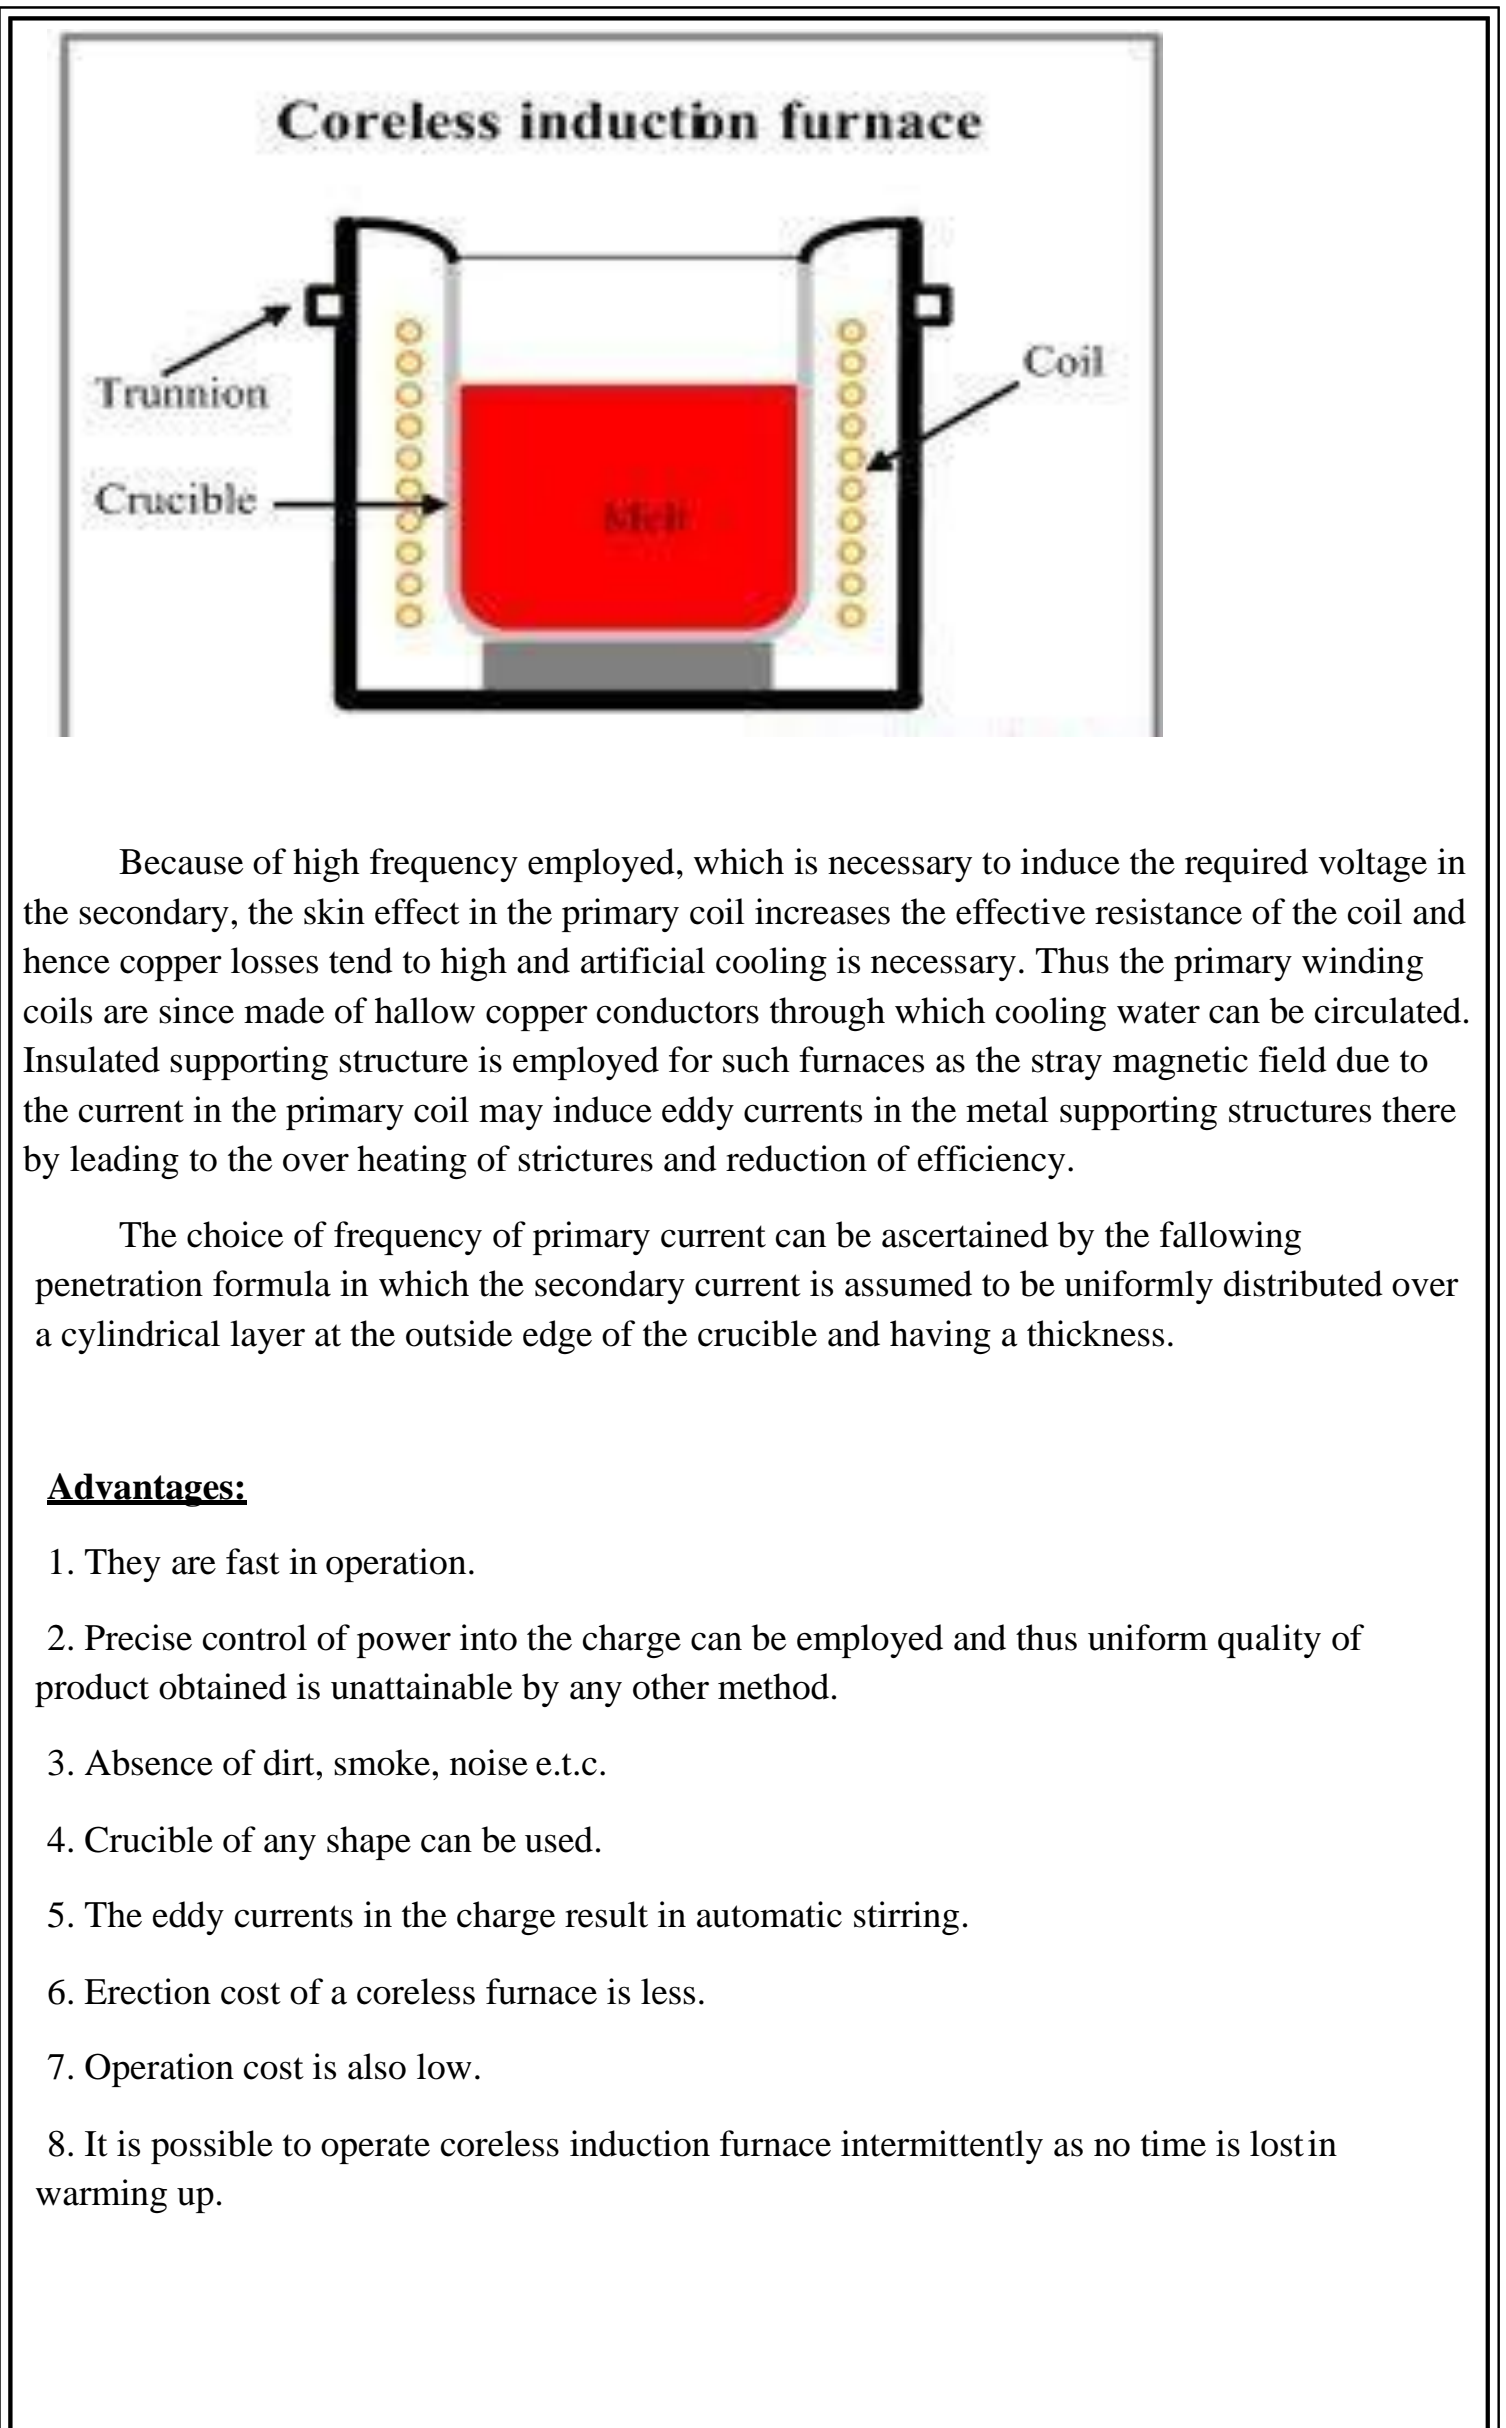 Coreless induction furnace
Trunnion
Coil
Crucible
Melt
Because of high frequency employed, which is necessary to induce the required voltage in
the secondary, the skin effect in the primary coil increases the effective resistance of the coil and
hence copper losses tend to high and artificial cooling is necessary. Thus the primary winding
coils are since made of hallow copper conductors through which cooling water can be circulated.
Insulated supporting structure is employed for such furnaces as the stray magnetic field due to
the current in the primary coil may induce eddy currents in the metal supporting structures there
by leading to the over heating of strictures and reduction of efficiency.
The choice of frequency of primary current can be ascertained by the fallowing
penetration formula in which the secondary current is assumed to be uniformly distributed over
a cylindrical layer at the outside edge of the crucible and having a thickness.
Advantages:
1. They are fast in operation.
2. Precise control of power into the charge can be employed and thus uniform quality of
product obtained is unattainable by any other method.
3. Absence of dirt, smoke, noise e.t.c.
4. Crucible of any shape can be used.
5. The eddy currents in the charge result in automatic stirring.
6. Erection cost of a coreless furnace is less.
7. Operation cost is also low.
8. It is possible to operate coreless induction furnace intermittently as no time is lost in
warming up.